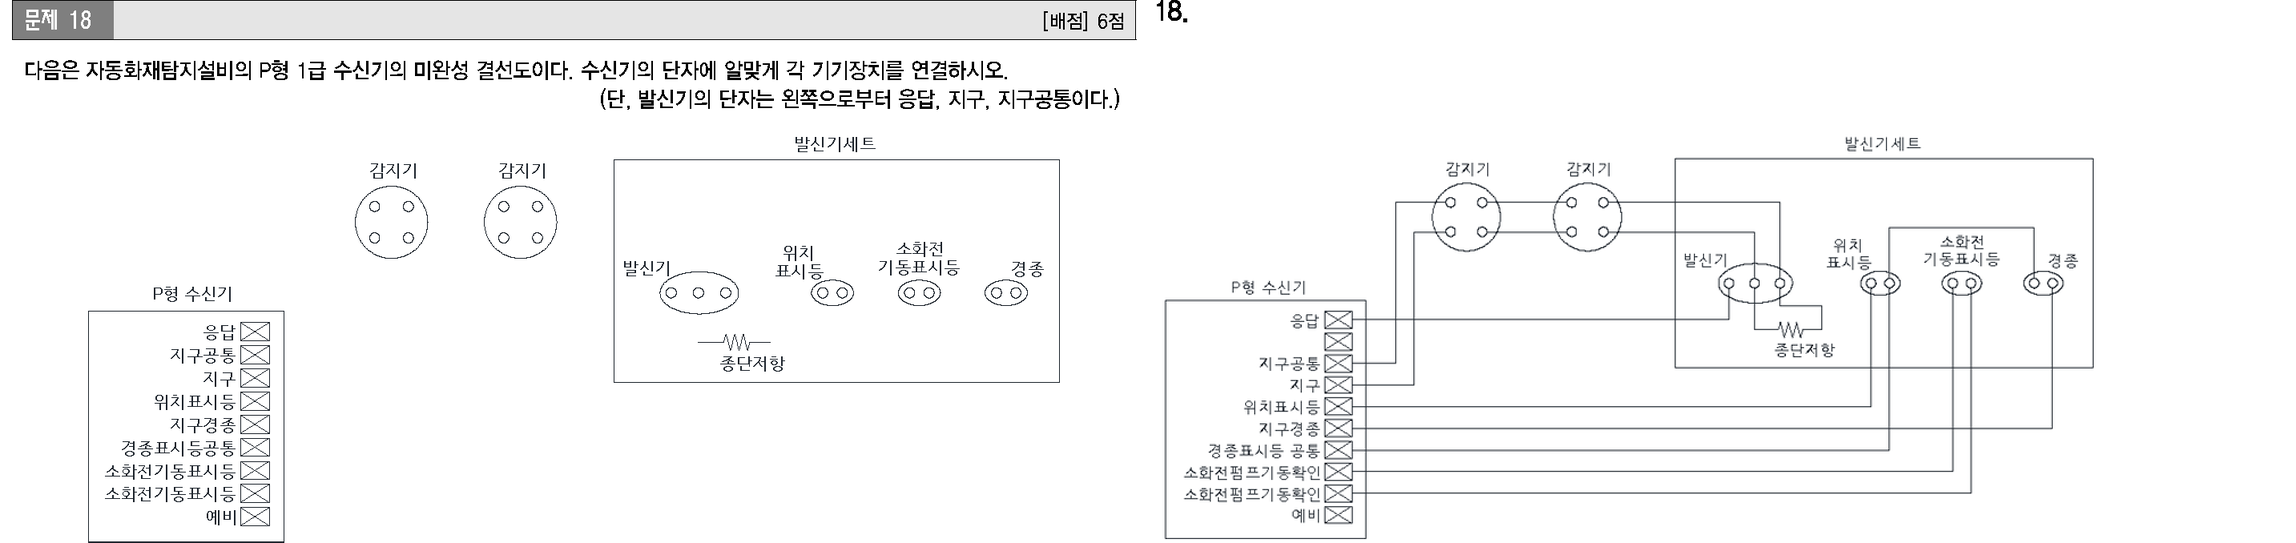 문제 18
[배점] 6점
다음은 자동화재탐지설비의 P형 1급 수신기의 미완성 결선도이다. 수신기의 단자에 알맞게 각 기기장치를 연결하시오.
(단, 발신기의 단자는 왼쪽으로부터 응답, 지구, 지구공통이다.)
발신기세트
감지기
감지기
발신기
위치
표시등
소화전
기동표시등
경종
종단저항
P형 수신기
응답
지구공통
지구
위치표시등
지구경종
경종표시등공통
소화전기동표시등
소화전기동표시등
예비
18.
발신기세트
감지기
감지기
발신기
위치
표시등
소화전
기동표시등
경종
종단저항
P형 수신기
응답
지구공통
지구
위치표시등
지구경종
경종표시등 공통
소화전펌프기동확인
소화전펌프기동확인
예비